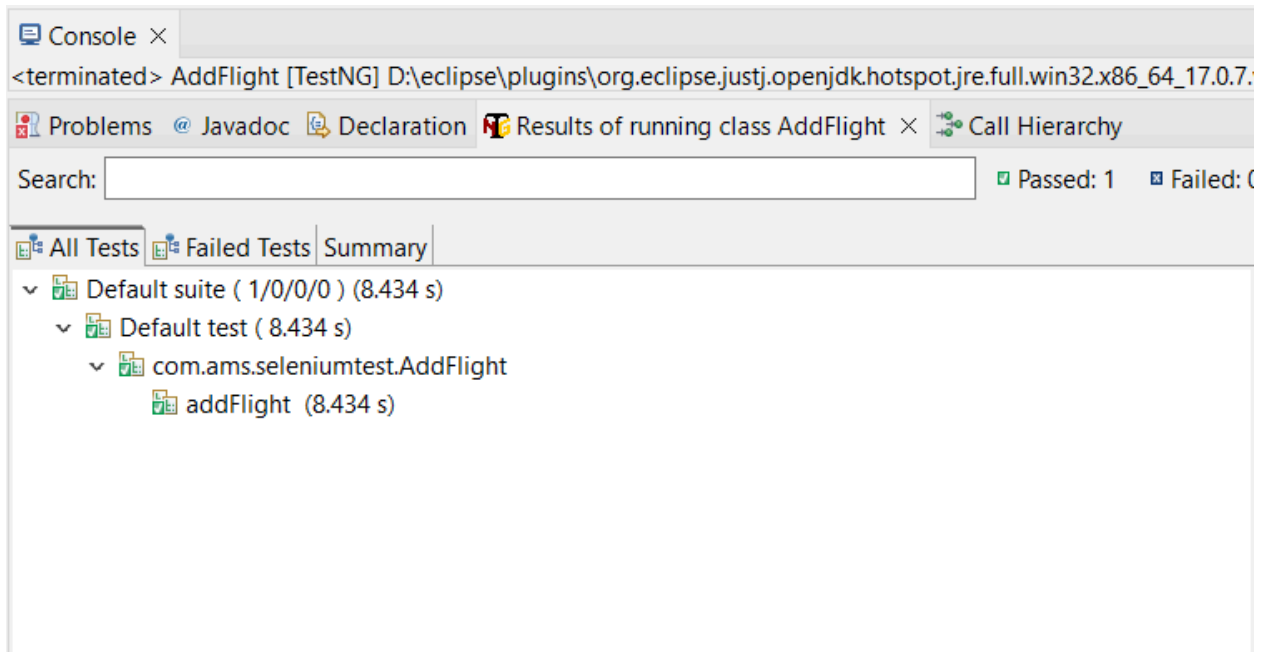 Console
<terminated> AddFlight [TestNG] D:\eclipse\plugins\org.eclipse.justj.openjdk.hotspot.jre.full.win32.x86_64_17.0.7.
Problems @ Javadoc Declaration Results of running class AddFlight Call Hierarchy
Search: Passed: 1 Failed: 0
All Tests Failed Tests Summary
Default suite ( 1/0/0/0 ) (8.434 s)
Default test ( 8.434 s)
com.ams.seleniumtest.AddFlight
addFlight (8.434 s)